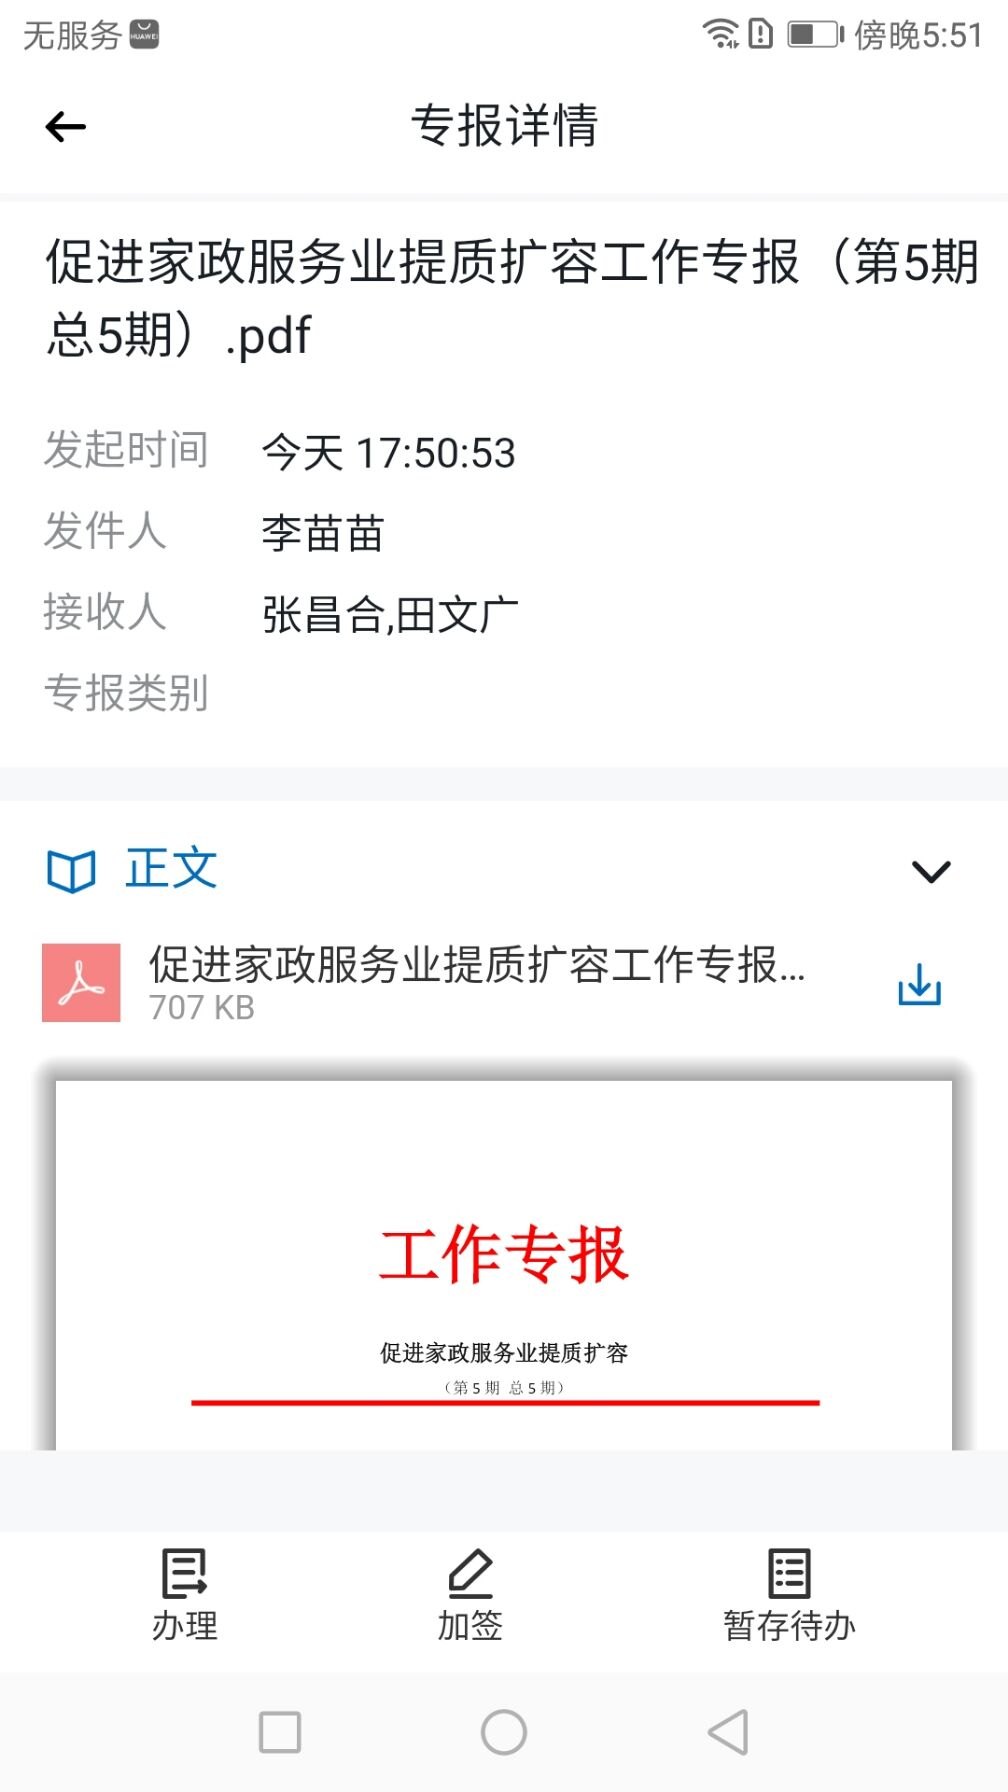 无服务 HUAWEI 傍晚5:51
专报详情
促进家政服务业提质扩容工作专报（第5期
总5期）.pdf
发起时间 今天 17:50:53
发件人 李苗苗
接收人 张昌合,田文广
专报类别
正文
促进家政服务业提质扩容工作专报...
707 KB
工作专报
促进家政服务业提质扩容
（第 5 期 总 5 期）
办理 加签 暂存待办